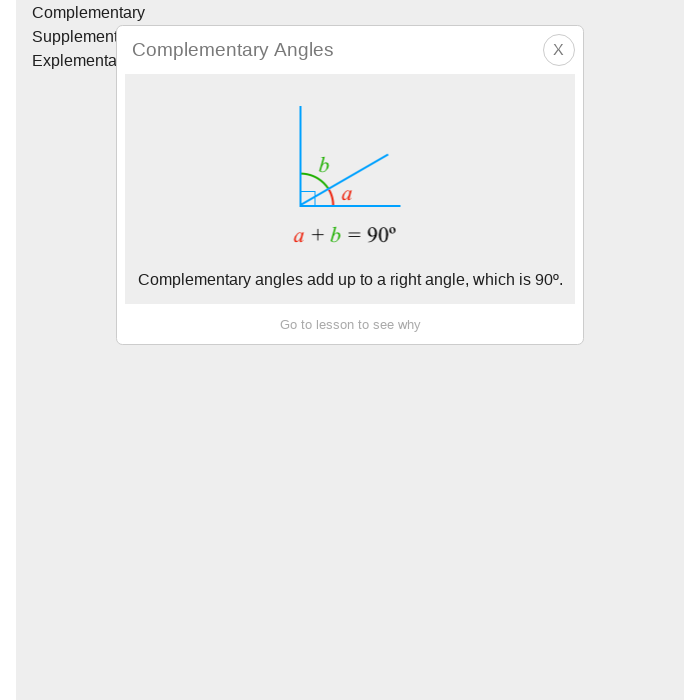 Complementary
Supplement
Explementa
Complementary Angles
X
b
a
a + b = 90º
Complementary angles add up to a right angle, which is 90º.
Go to lesson to see why